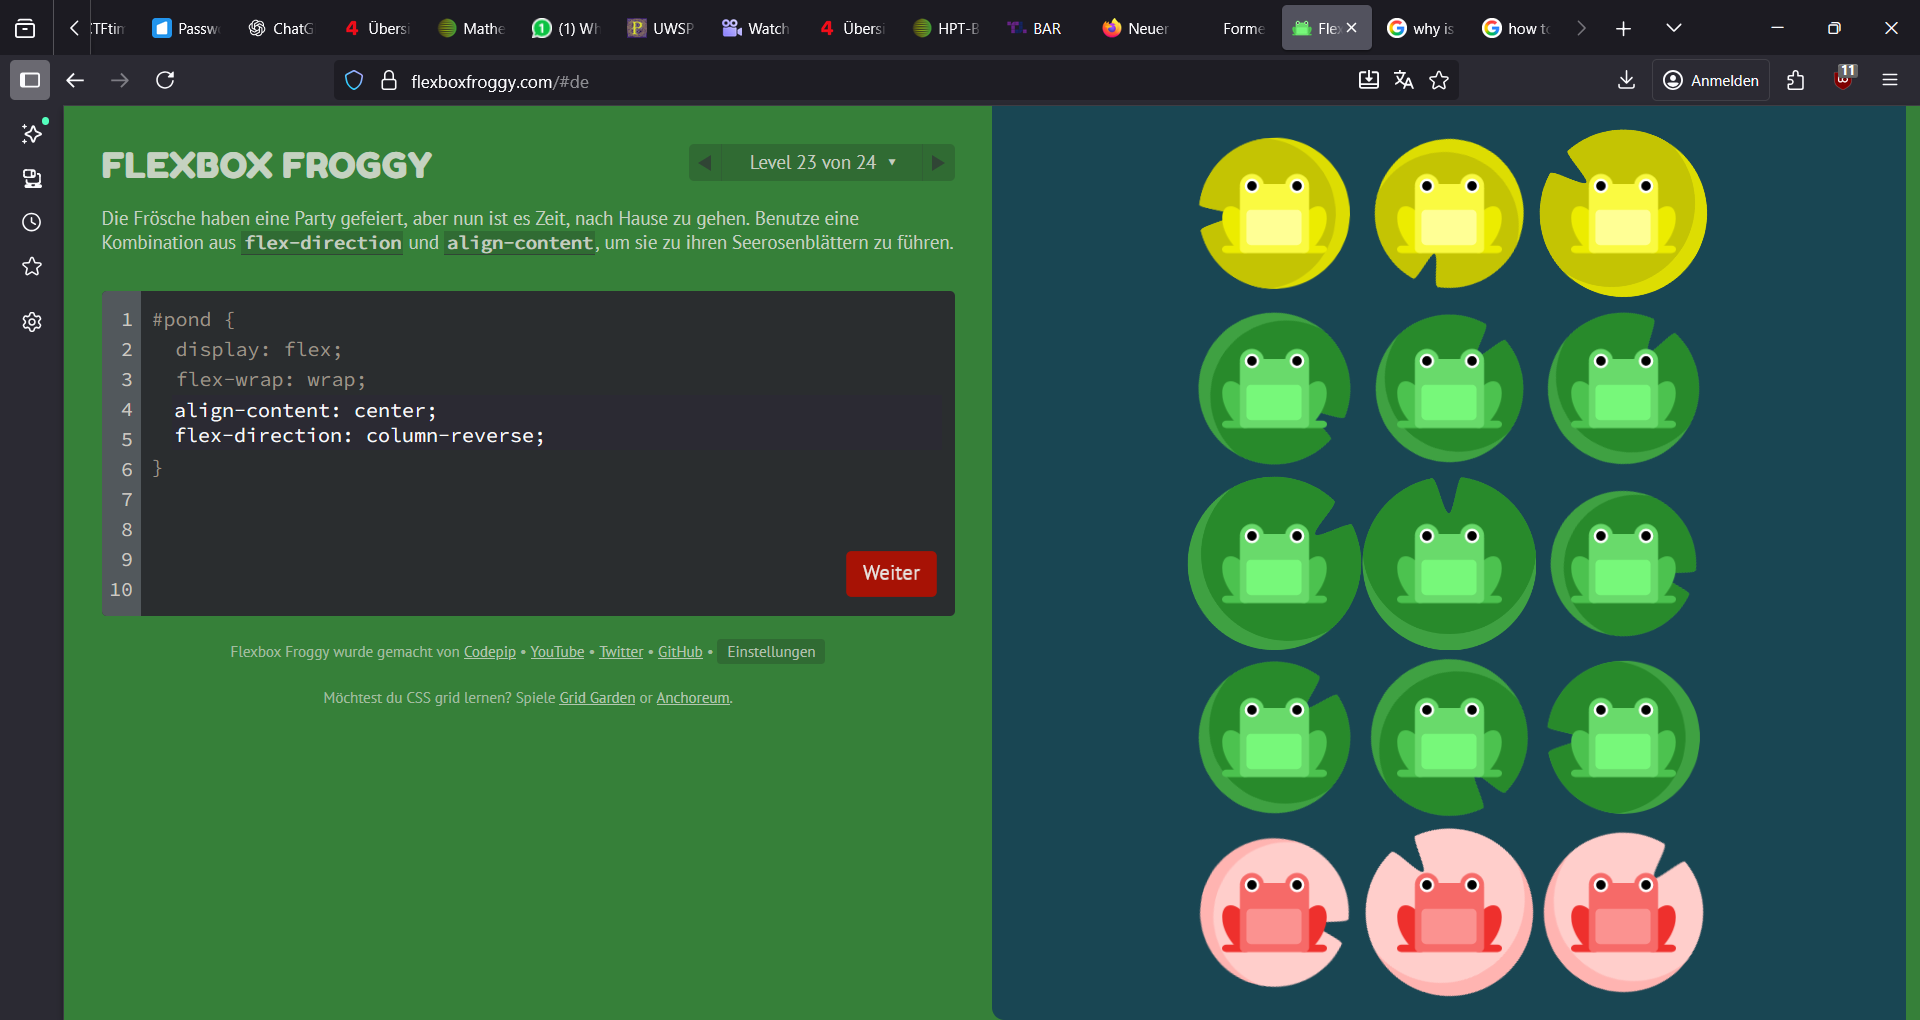 CTFtin
Passw
ChatG
Übersi
Mathe
(1) Wh
UWSP
Watch
Übersi
HPT-B
BAR
Neuer
Forme
Fle
why is
how to
flexboxfroggy.com/#de
Anmelden
11
FLEXBOX FROGGY
Level 23 von 24
Die Frösche haben eine Party gefeiert, aber nun ist es Zeit, nach Hause zu gehen. Benutze eine
Kombination aus flex-direction und align-content, um sie zu ihren Seerosenblättern zu führen.
1 #pond {
2 display: flex;
3 flex-wrap: wrap;
4 align-content: center;
5 flex-direction: column-reverse;
6 }
7
8
9
10
Weiter
Flexbox Froggy wurde gemacht von Codepip • YouTube • Twitter • GitHub • Einstellungen
Möchtest du CSS grid lernen? Spiele Grid Garden or Anchoreum.